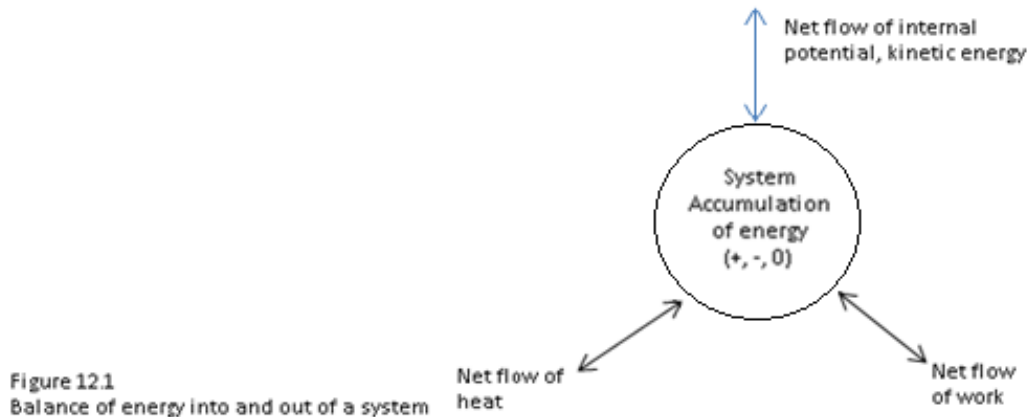 Net flow of internal
potential, kinetic energy
System
Accumulation
of energy
(+, -, 0)
Net flow of
heat
Net flow
of work
Figure 12.1
Balance of energy into and out of a system